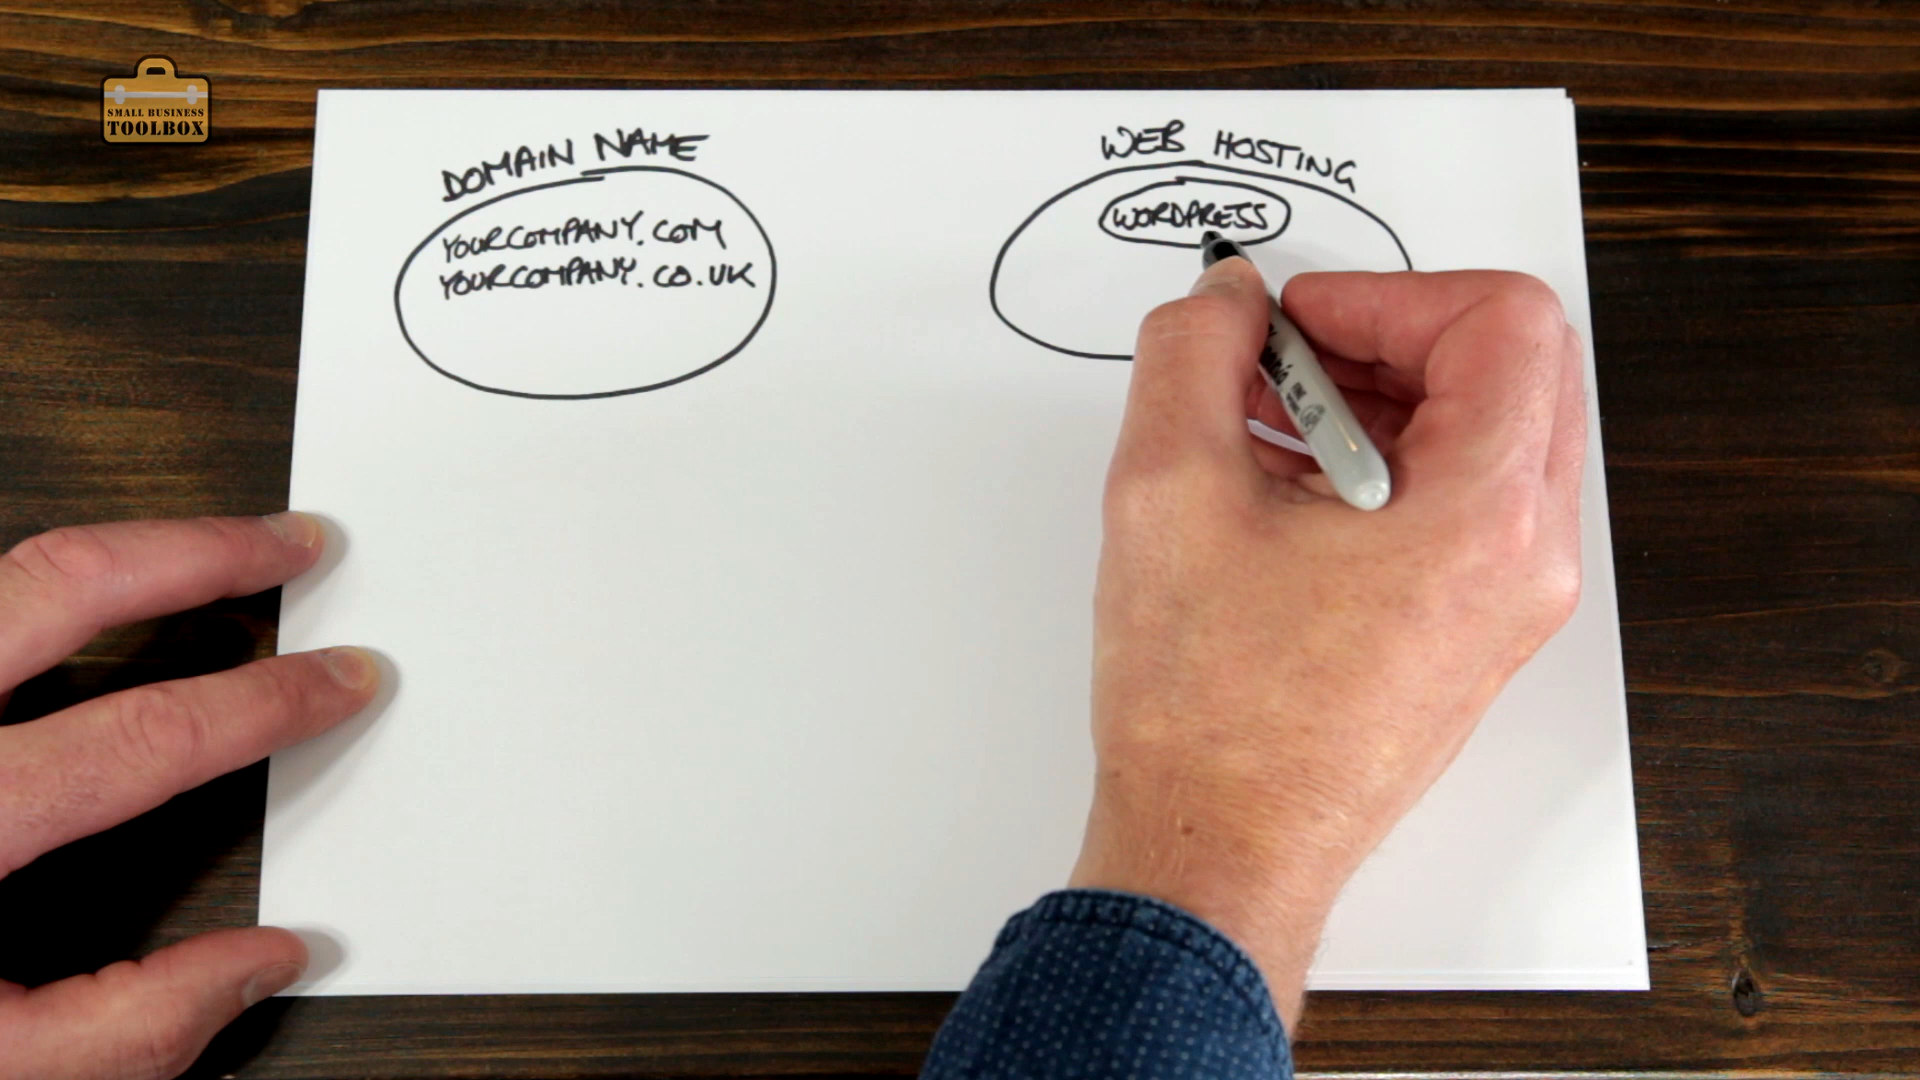 SMALL BUSINESS
TOOLBOX
DOMAIN NAME
YOURCOMPANY.COM
YOURCOMPANY.CO.UK
WEB HOSTING
WORDPRESS